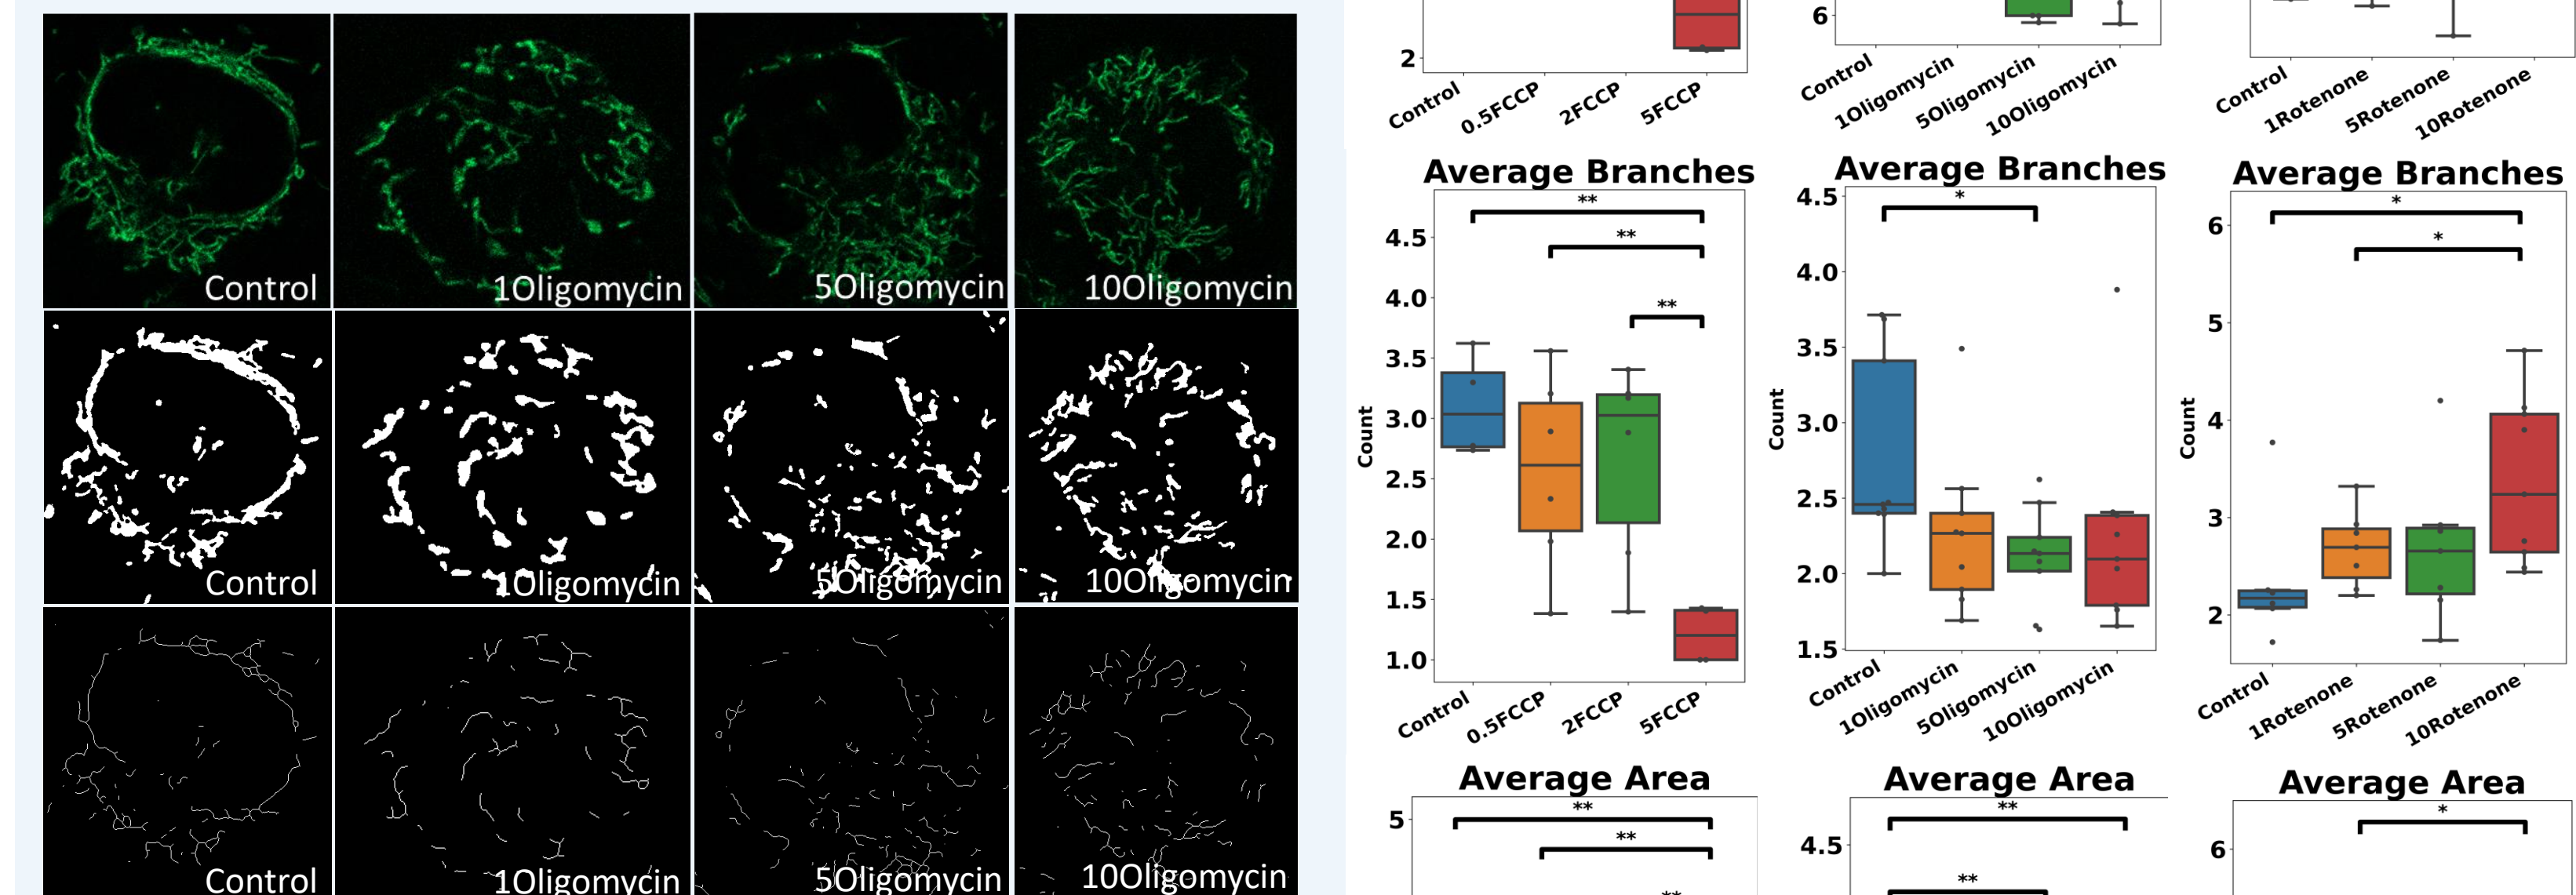 Control
1Oligomycin
5Oligomycin
10Oligomycin
Control
1Oligomycin
5Oligomycin
10Oligomycin
Control
1Oligomycin
5Oligomycin
10Oligomycin
2
Control
0.5FCCP
2FCCP
5FCCP
6
Control
1Oligomycin
5Oligomycin
10Oligomycin
Control
1Rotenone
5Rotenone
10Rotenone
Average Branches
**
**
**
4.5
4.0
3.5
3.0
2.5
2.0
1.5
1.0
Count
Control
0.5FCCP
2FCCP
5FCCP
Average Branches
*
4.5
4.0
3.5
3.0
2.5
2.0
1.5
Count
Control
1Oligomycin
5Oligomycin
10Oligomycin
Average Branches
*
*
6
5
4
3
2
Count
Control
1Rotenone
5Rotenone
10Rotenone
Average Area
**
**
**
5
Average Area
**
**
4.5
Average Area
*
6